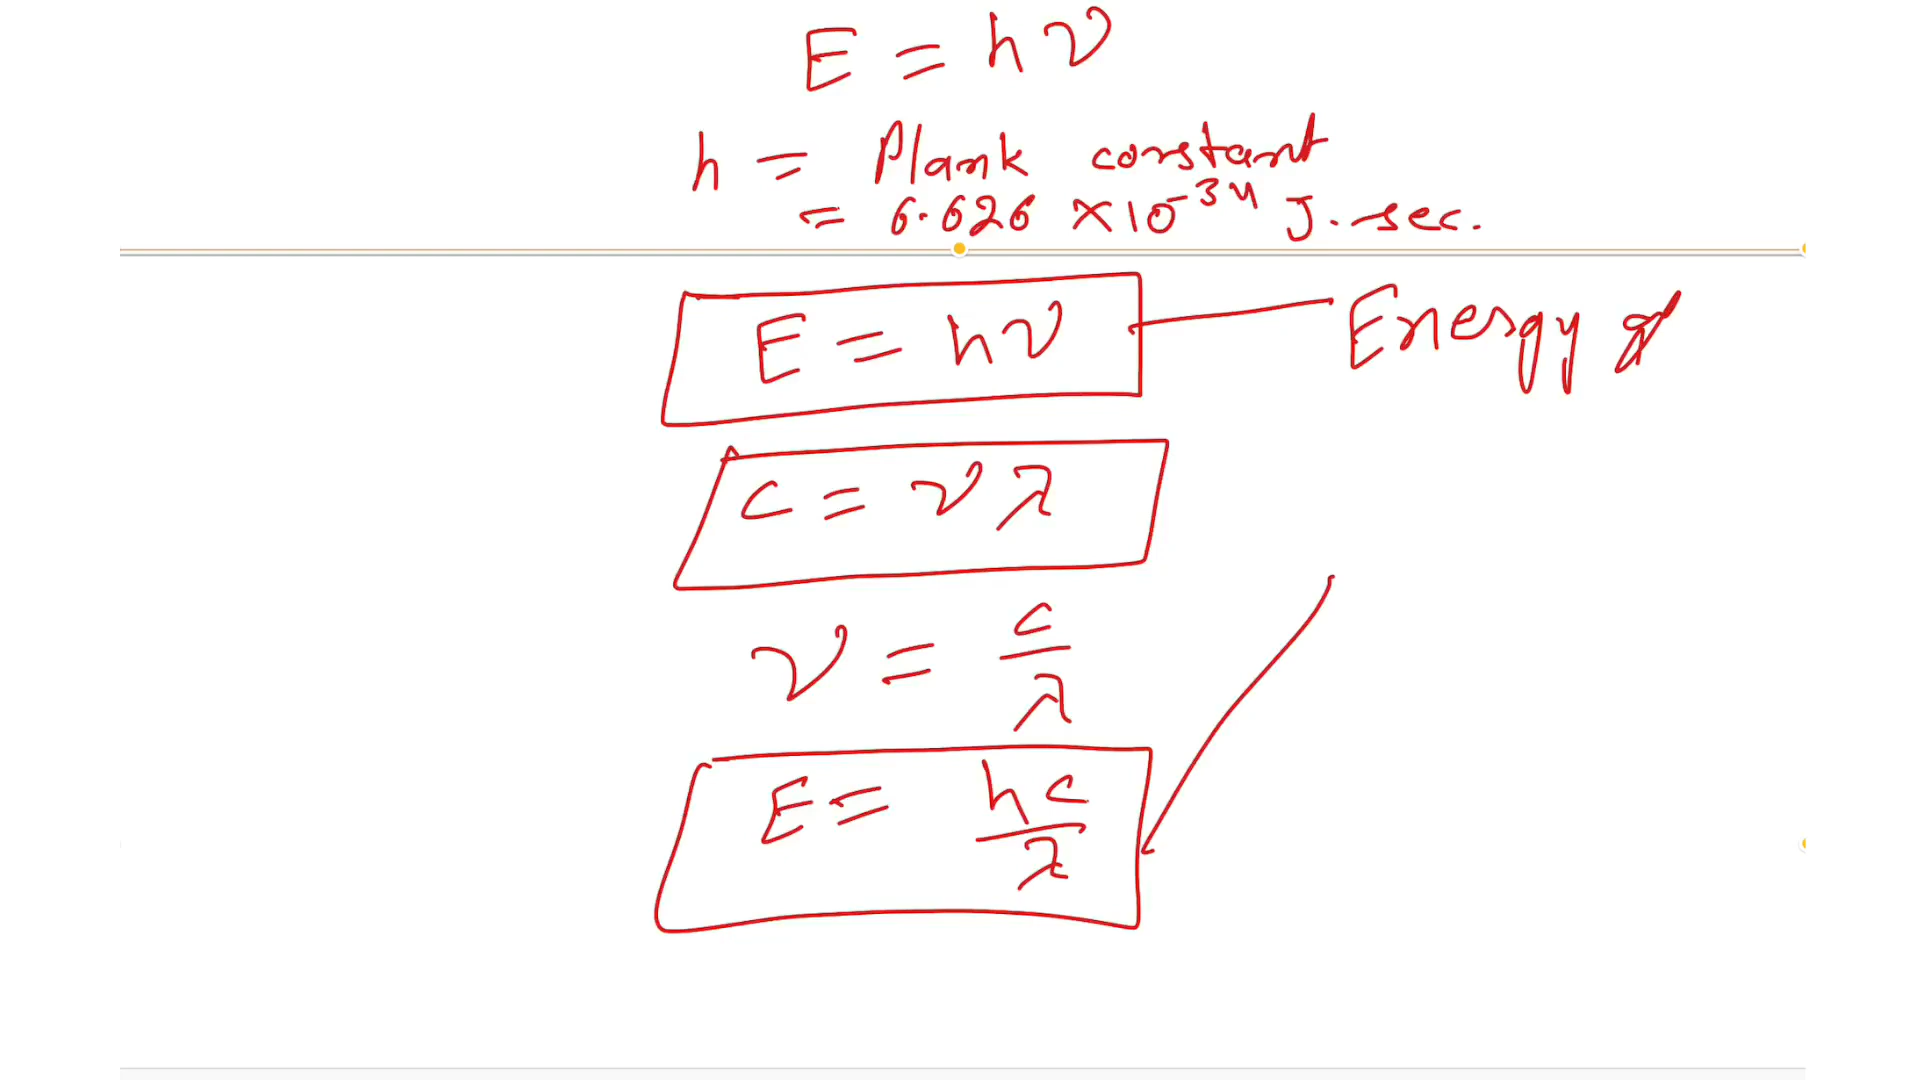 E = hν
h = Plank constant
= 6.626 ×10⁻³⁴ J.-sec.
E = hν
Energy
c = νλ
ν = c/λ
E = hc/λ